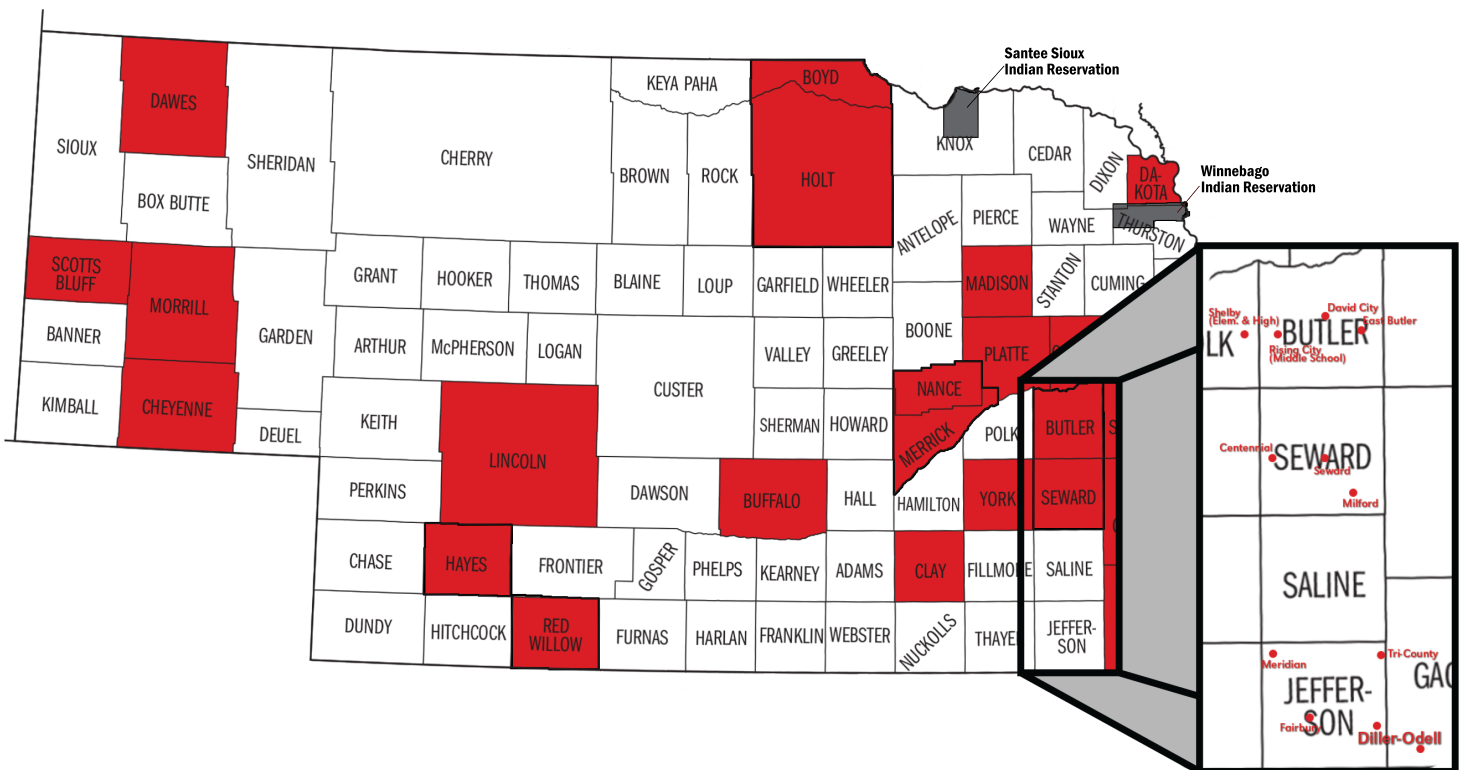 Santee Sioux
Indian Reservation
BOYD
KEYA PAHA
DAWES
KNOX
SIOUX
SHERIDAN
CHERRY
CEDAR
DIXON
DA-
KOTA
Winnebago
Indian Reservation
BROWN
ROCK
HOLT
BOX BUTTE
ANTELOPE
PIERCE
WAYNE
THURSTON
SCOTTS
BLUFF
MORRILL
GRANT
HOOKER
THOMAS
BLAINE
LOUP
GARFIELD
WHEELER
MADISON
STANTON
CUMING
BANNER
GARDEN
ARTHUR
McPHERSON
LOGAN
VALLEY
GREELEY
BOONE
PLATTE
KIMBALL
CHEYENNE
DEUEL
KEITH
CUSTER
NANCE
SHERMAN
HOWARD
MERRICK
POLK
BUTLER
S
LINCOLN
PERKINS
DAWSON
BUFFALO
HALL
HAMILTON
YORK
SEWARD
CHASE
HAYES
FRONTIER
GOSPER
PHELPS
KEARNEY
ADAMS
CLAY
FILLMORE
SALINE
DUNDY
HITCHCOCK
RED
WILLOW
FURNAS
HARLAN
FRANKLIN
WEBSTER
NUCKOLLS
THAYE
JEFFER-
SON
Shelby
(Elem. & High)
LK
David City
East Butler
BUTLER
Rising City
(Middle School)
Centennial
SEWARD
Seward
Milford
SALINE
Meridian
Tri-County
GAG
JEFFER-
SON
Fairbury
Diller-Odell